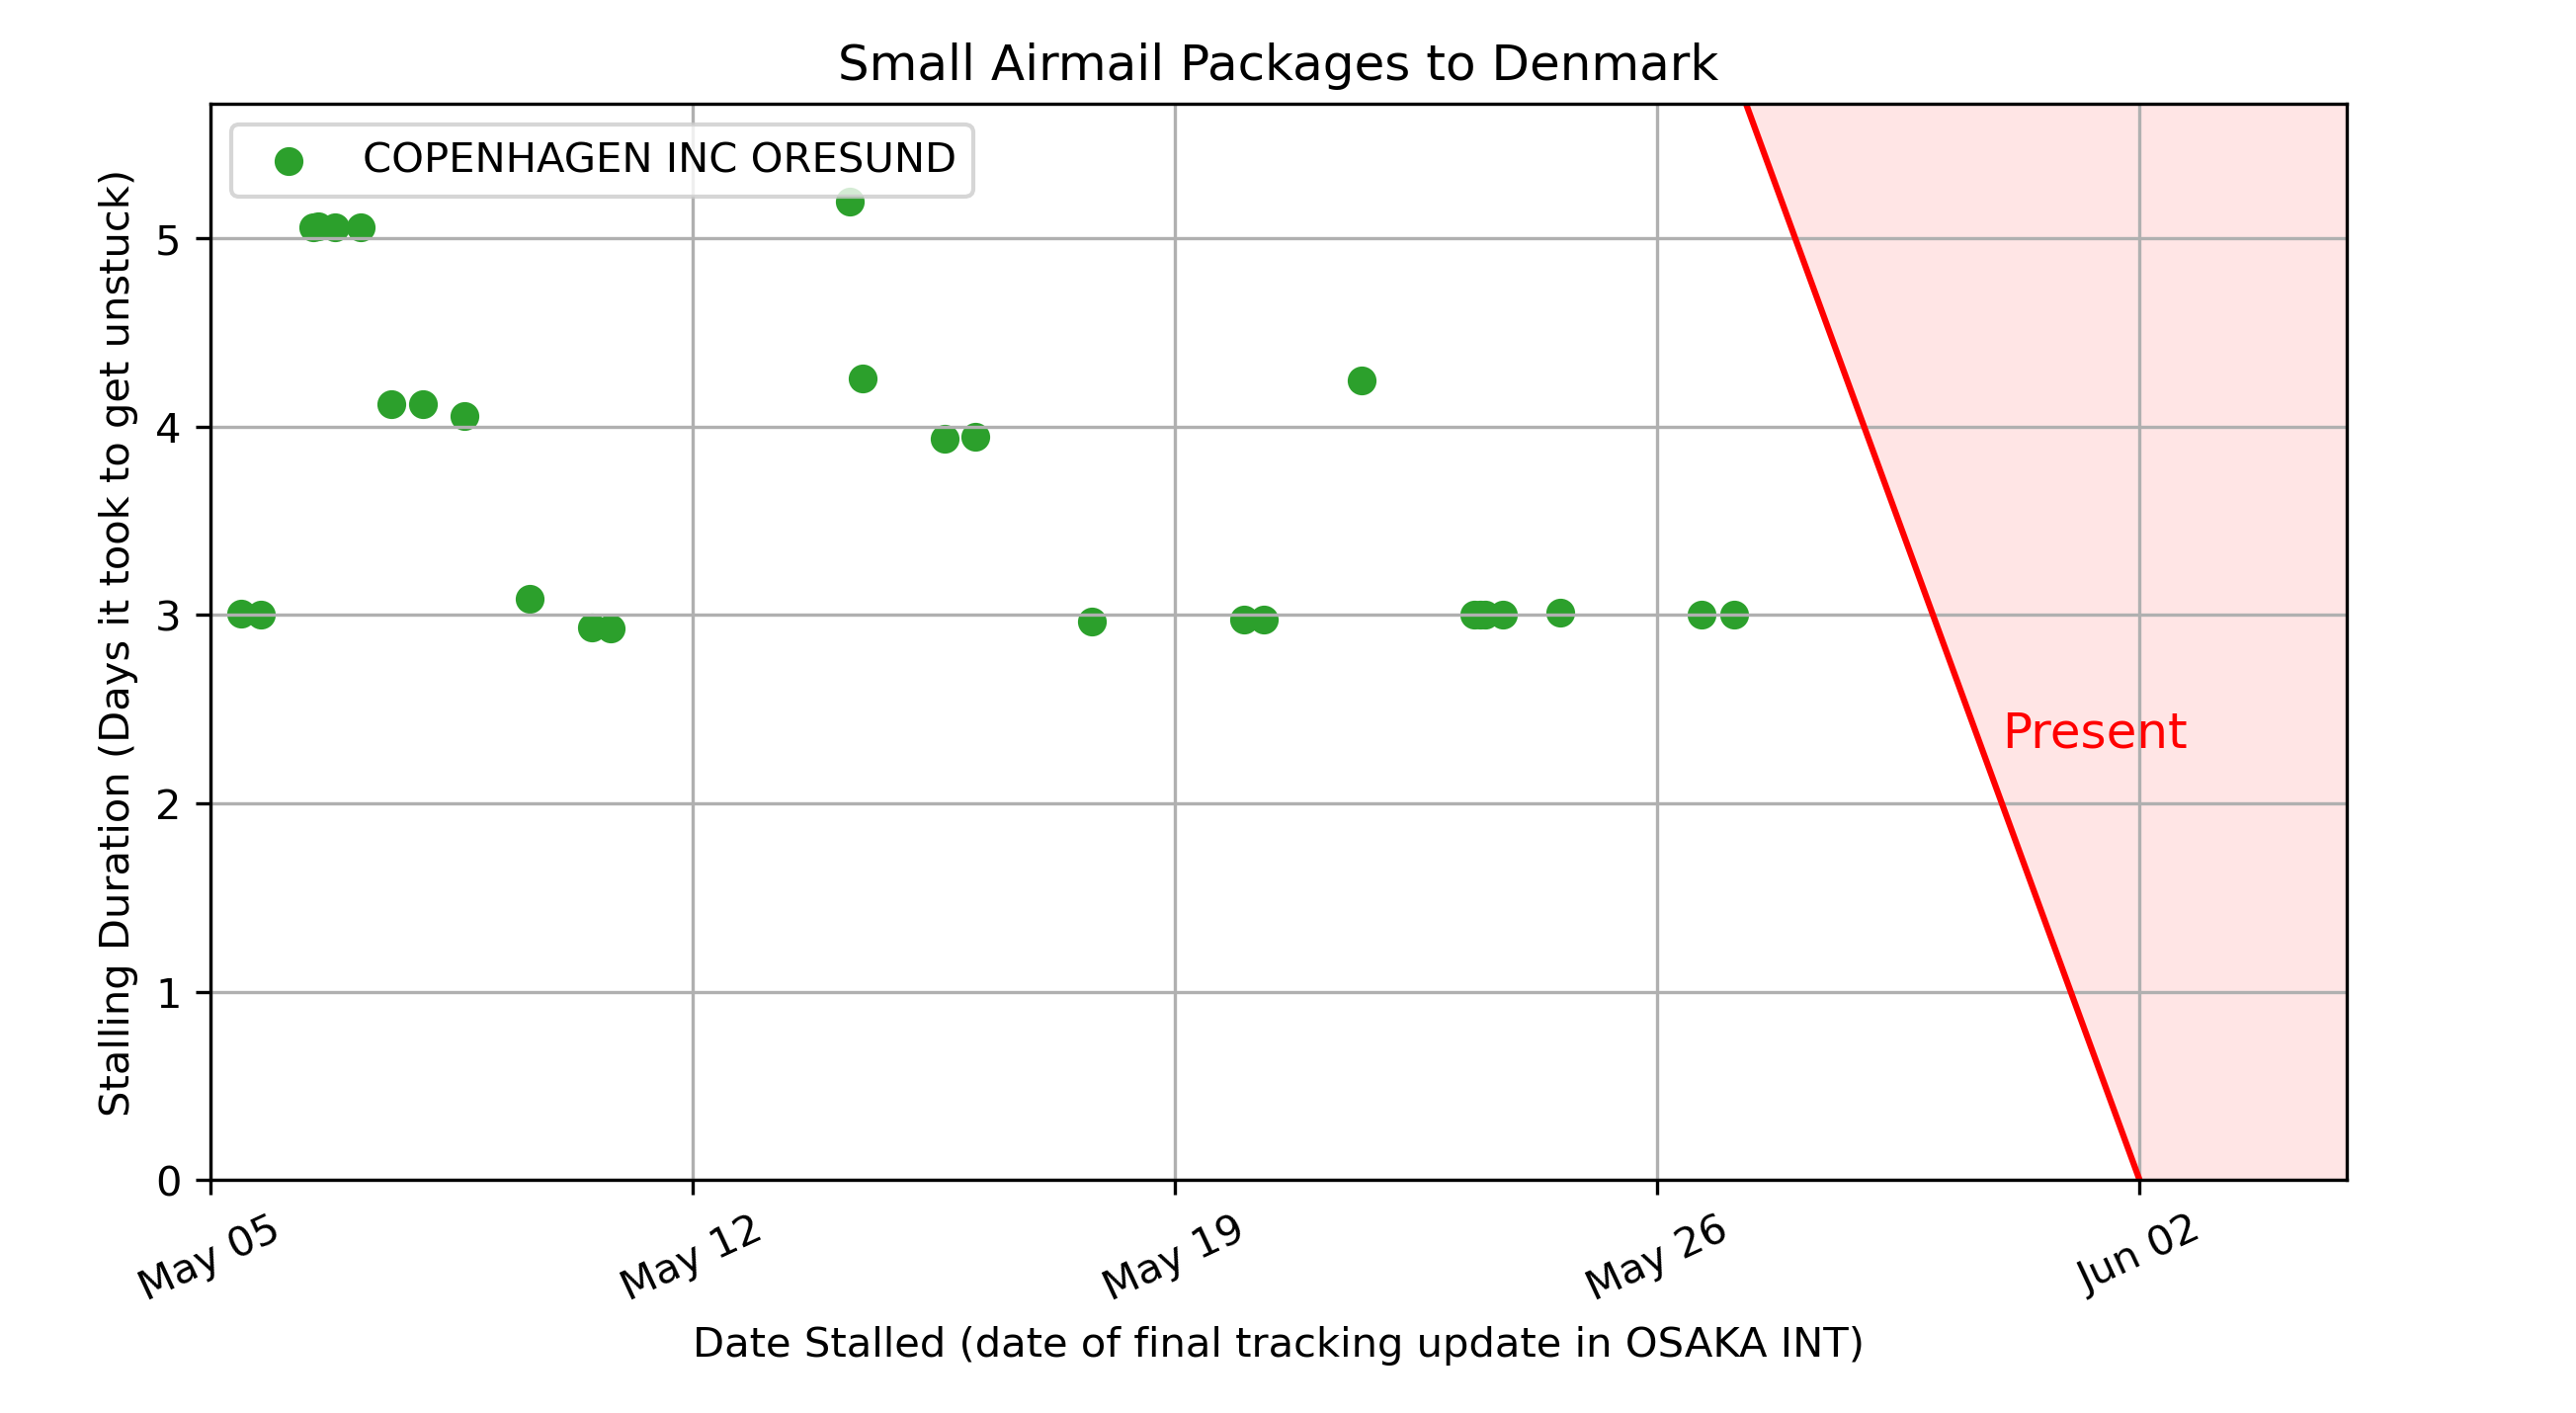 Small Airmail Packages to Denmark
COPENHAGEN INC ORESUND
Stalling Duration (Days it took to get unstuck)
5
4
3
2
1
0
Present
May 05
May 12
May 19
May 26
Jun 02
Date Stalled (date of final tracking update in OSAKA INT)